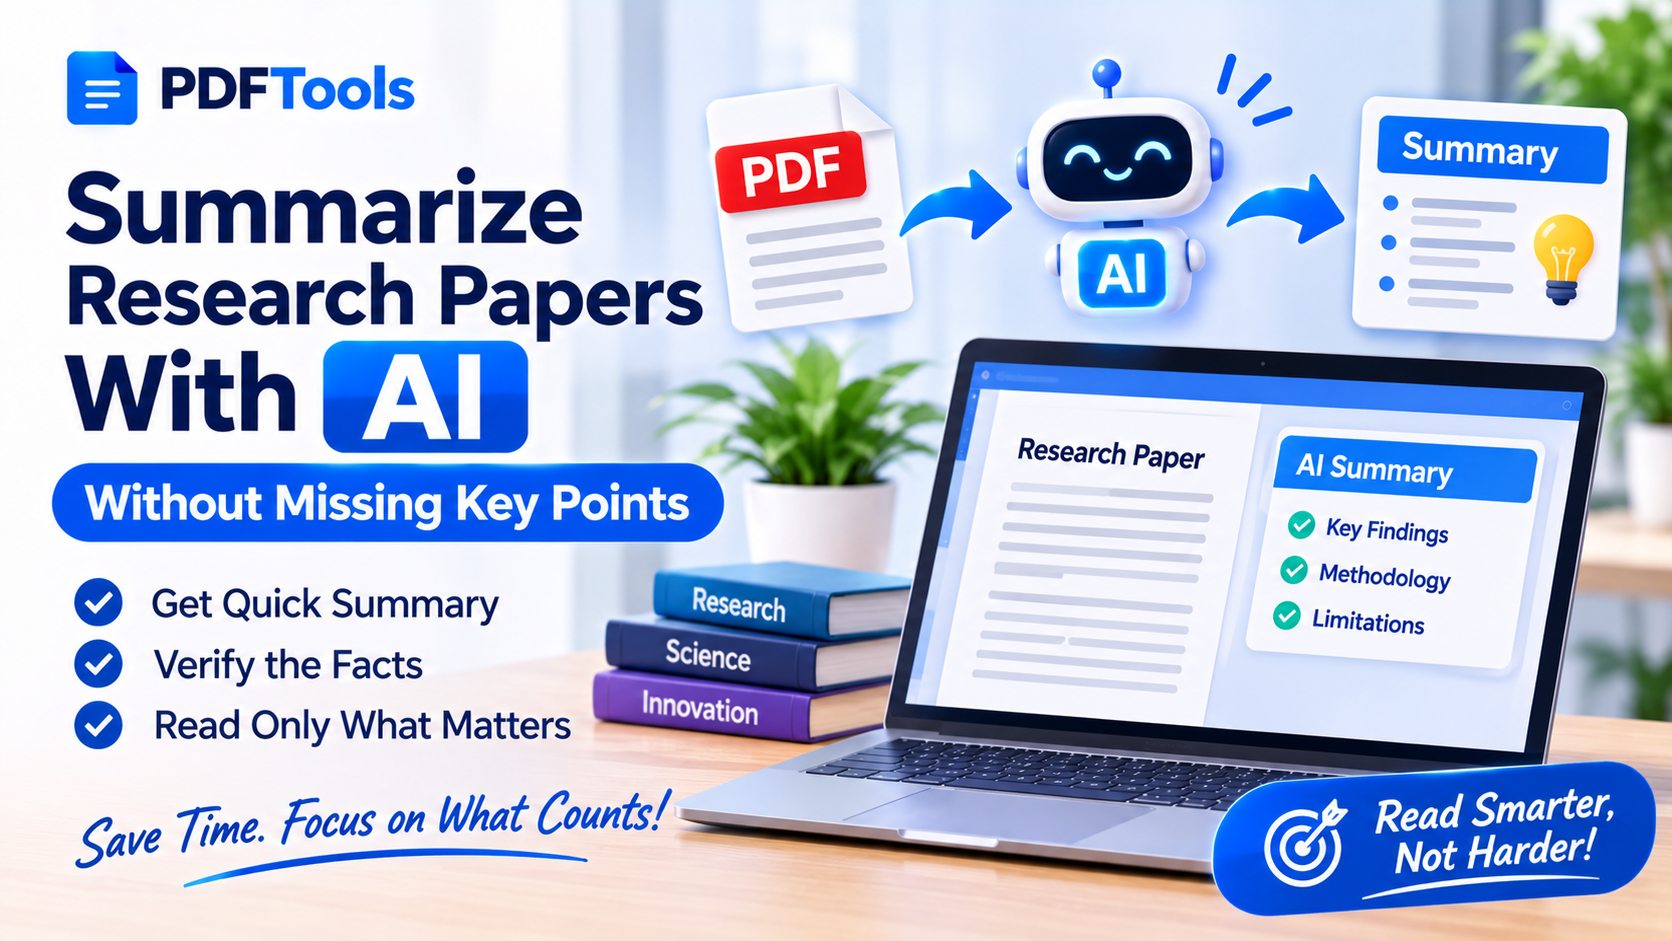 PDFTools
Summarize
Research Papers
With AI
Without Missing Key Points
Get Quick Summary
Verify the Facts
Read Only What Matters
Save Time. Focus on What Counts!
PDF
AI
Summary
Research
Science
Innovation
Research Paper
AI Summary
Key Findings
Methodology
Limitations
Read Smarter,
Not Harder!